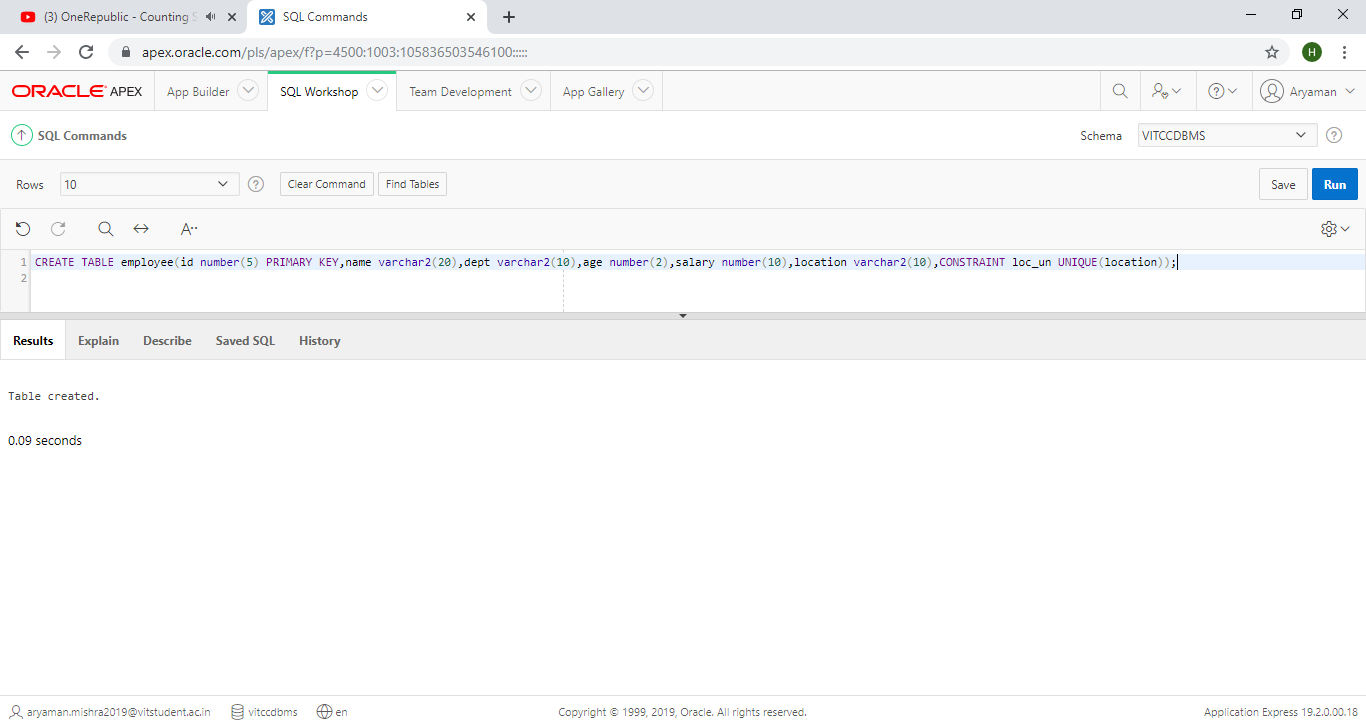 (3) OneRepublic - Counting S
SQL Commands
apex.oracle.com/pls/apex/f?p=4500:1003:105836503546100:::::
H
ORACLE APEX
App Builder
SQL Workshop
Team Development
App Gallery
Aryaman
SQL Commands
Schema
VITCCDBMS
Rows
10
Clear Command
Find Tables
Save
Run
A
1 CREATE TABLE employee(id number(5) PRIMARY KEY,name varchar2(20),dept varchar2(10),age number(2),salary number(10),location varchar2(10),CONSTRAINT loc_un UNIQUE(location));
2
Results Explain Describe Saved SQL History
Table created.
0.09 seconds
aryaman.mishra2019@vitstudent.ac.in vitccdbms en
Copyright © 1999, 2019, Oracle. All rights reserved.
Application Express 19.2.0.00.18